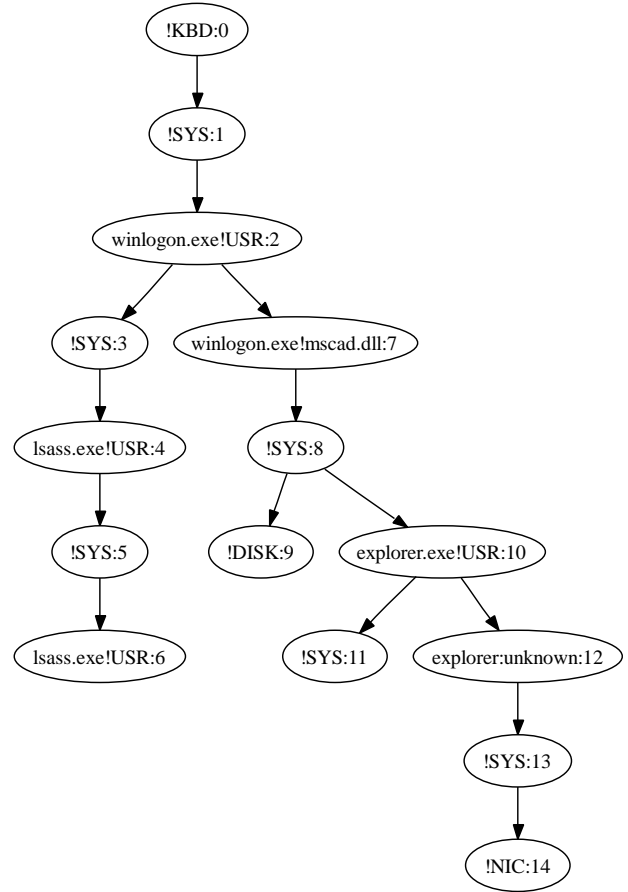 !KBD:0
!SYS:1
winlogon.exe!USR:2
!SYS:3
winlogon.exe!mscad.dll:7
lsass.exe!USR:4
!SYS:8
!SYS:5
!DISK:9
explorer.exe!USR:10
lsass.exe!USR:6
!SYS:11
explorer:unknown:12
!SYS:13
!NIC:14